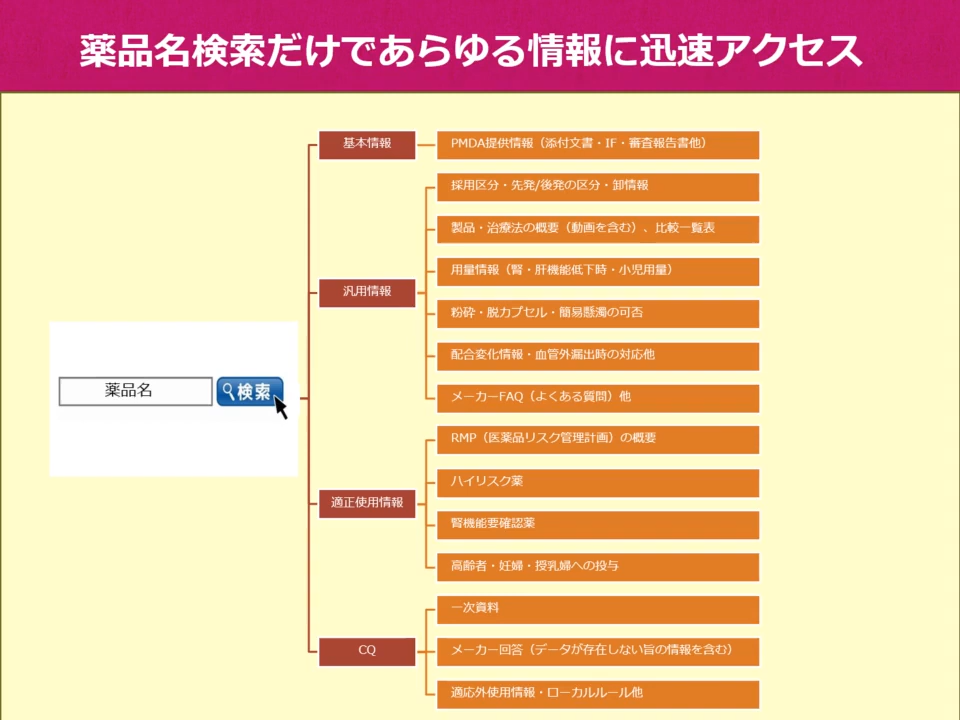 薬品名検索だけであらゆる情報に迅速アクセス
薬品名
検索
基本情報
PMDA提供情報（添付文書・IF・審査報告書他）
汎用情報
採用区分・先発/後発の区分・卸情報
製品・治療法の概要（動画を含む）、比較一覧表
用量情報（腎・肝機能低下時・小児用量）
粉砕・脱カプセル・簡易懸濁の可否
配合変化情報・血管外漏出時の対応他
メーカーFAQ（よくある質問）他
適正使用情報
RMP（医薬品リスク管理計画）の概要
ハイリスク薬
腎機能要確認薬
高齢者・妊婦・授乳婦への投与
CQ
一次資料
メーカー回答（データが存在しない旨の情報を含む）
適応外使用情報・ローカルルール他